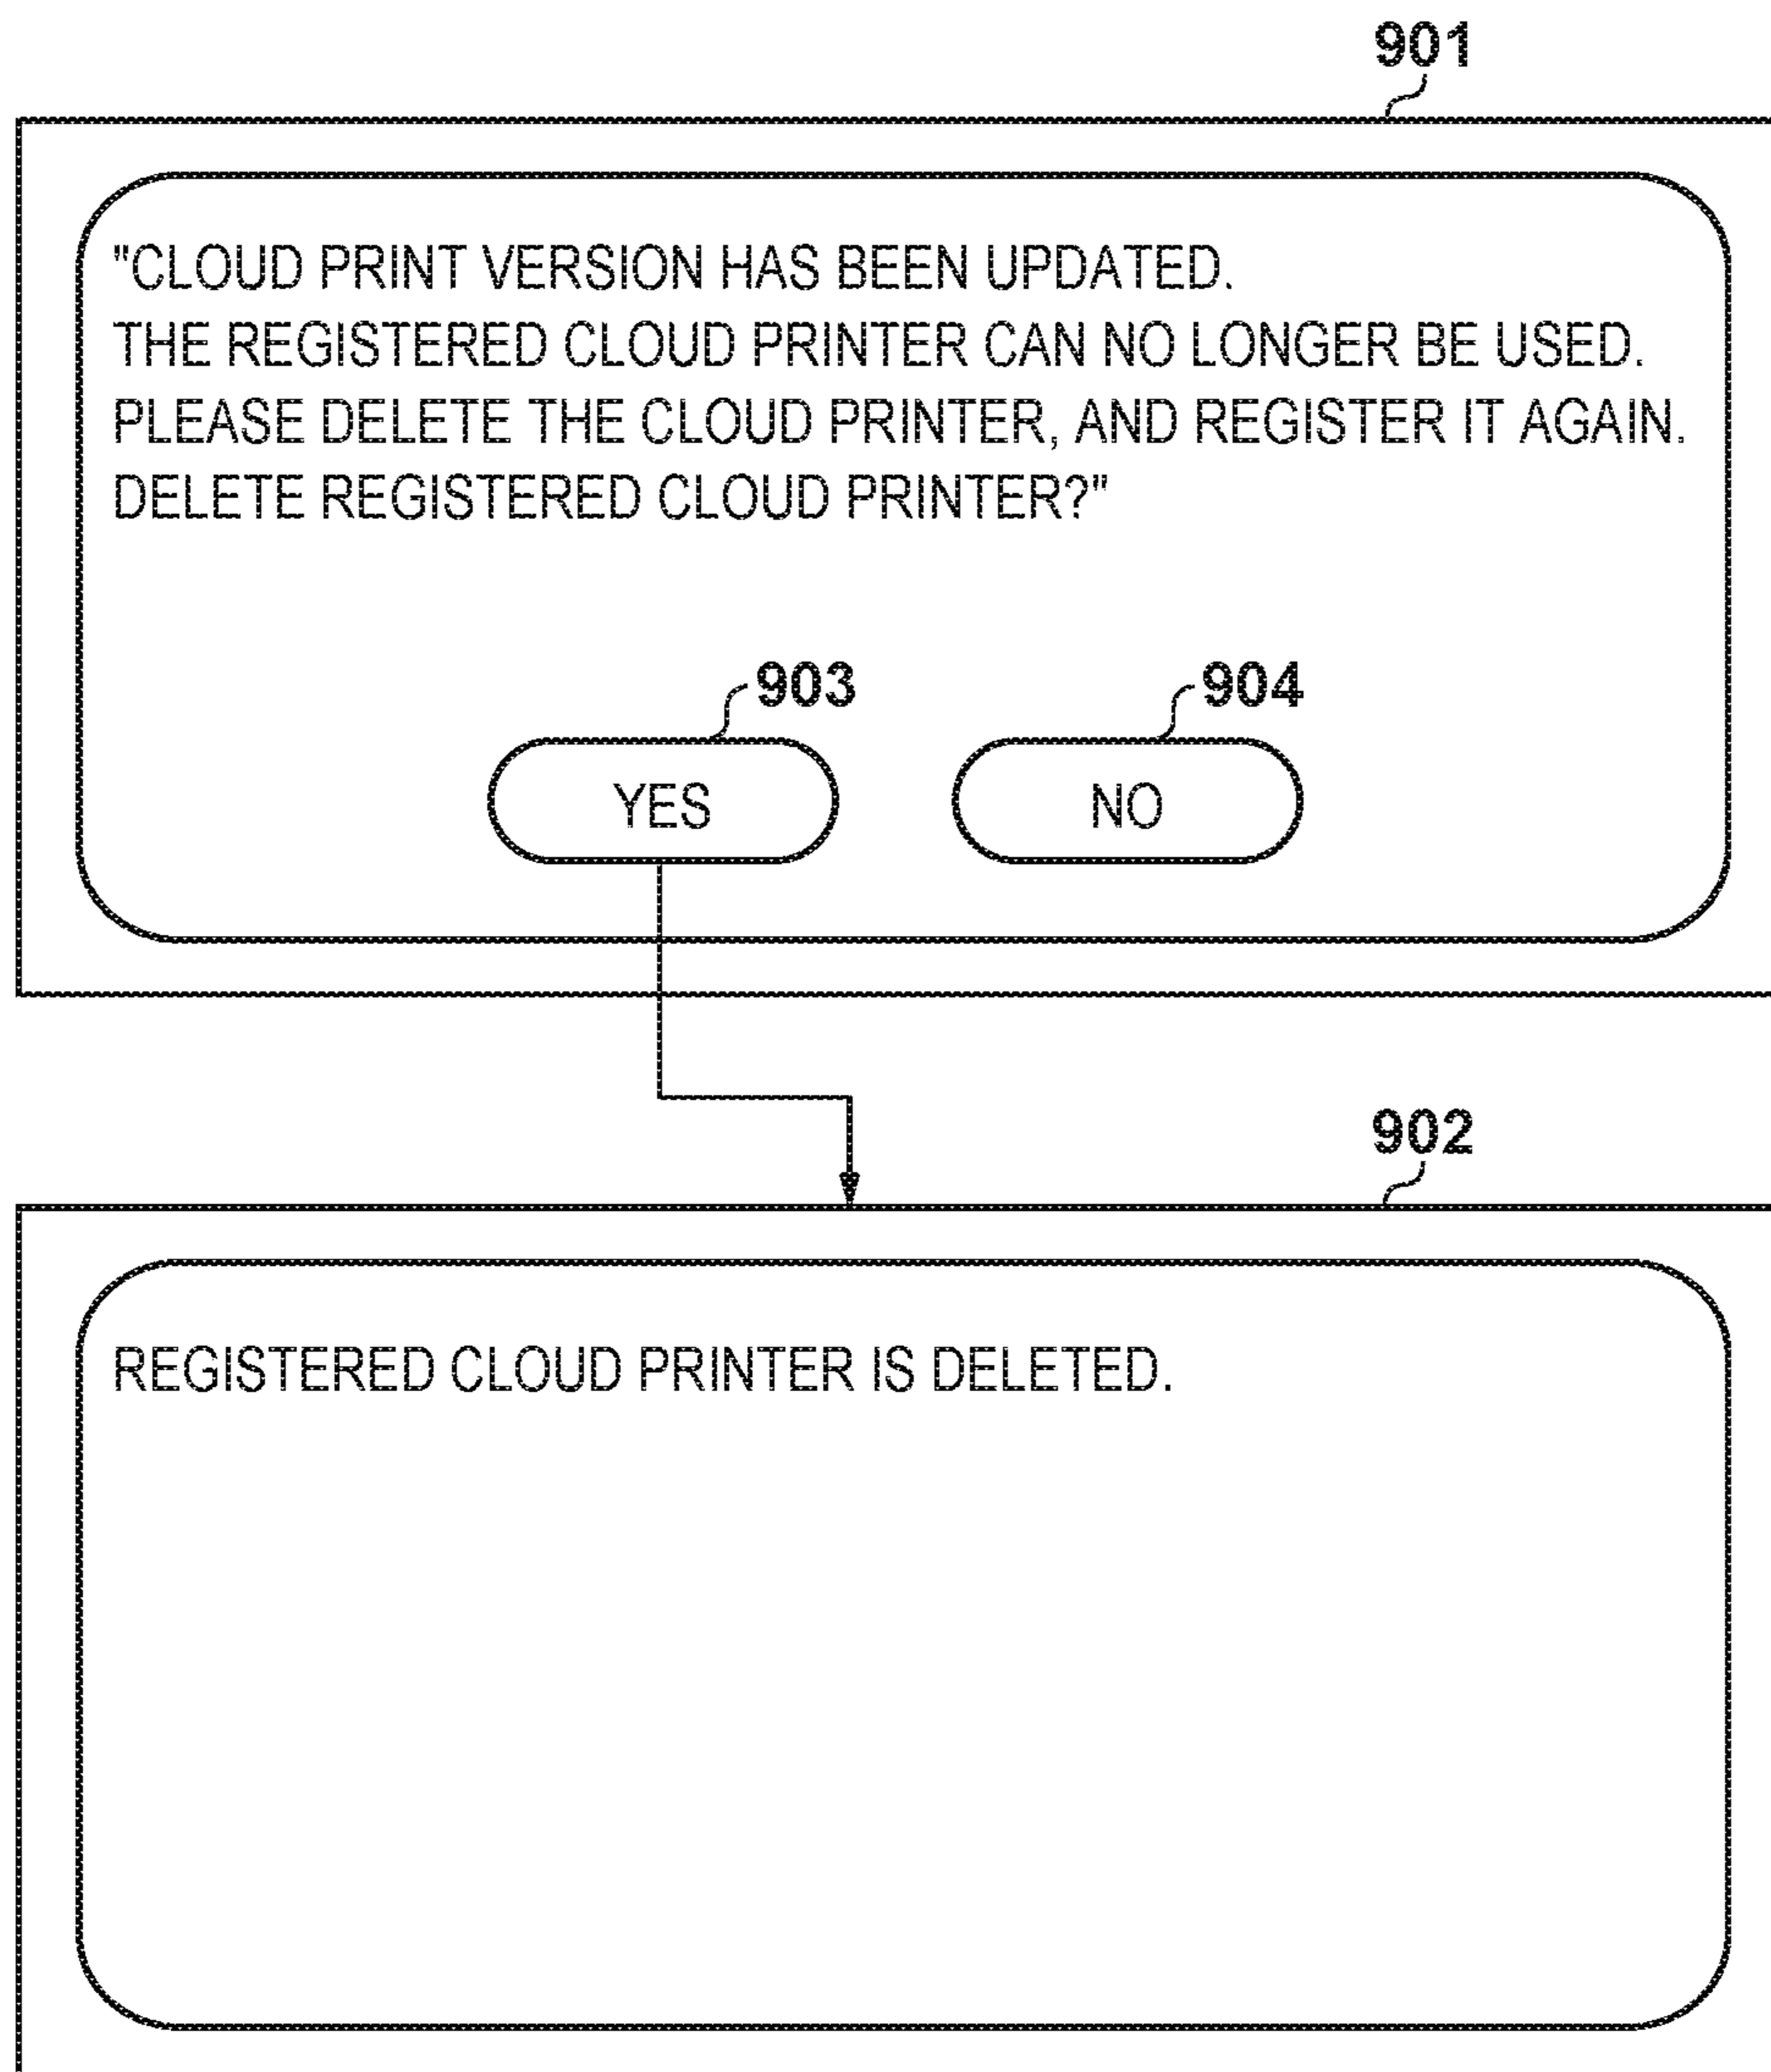 901
"CLOUD PRINT VERSION HAS BEEN UPDATED.
THE REGISTERED CLOUD PRINTER CAN NO LONGER BE USED.
PLEASE DELETE THE CLOUD PRINTER, AND REGISTER IT AGAIN.
DELETE REGISTERED CLOUD PRINTER?"
903 904
YES NO
902
REGISTERED CLOUD PRINTER IS DELETED.